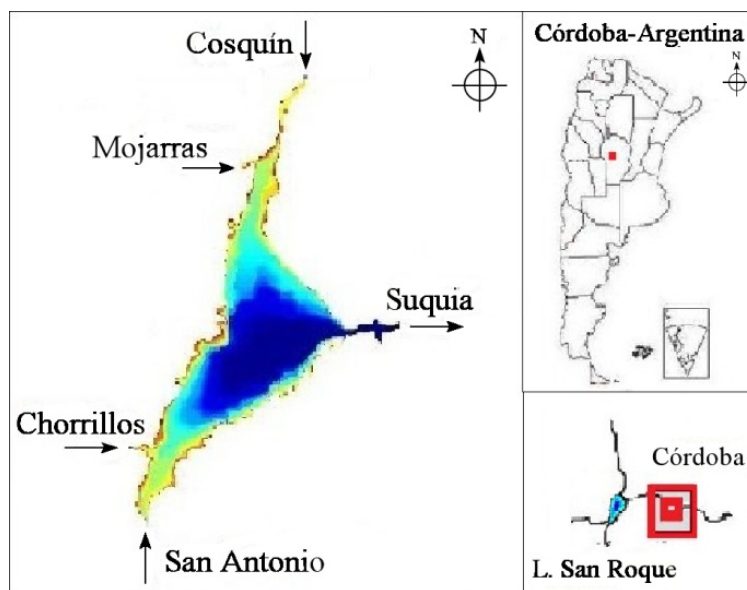 Cosquín
N
Mojarras
Suquia
Chorrillos
San Antonio
Córdoba-Argentina
N
Córdoba
L. San Roque